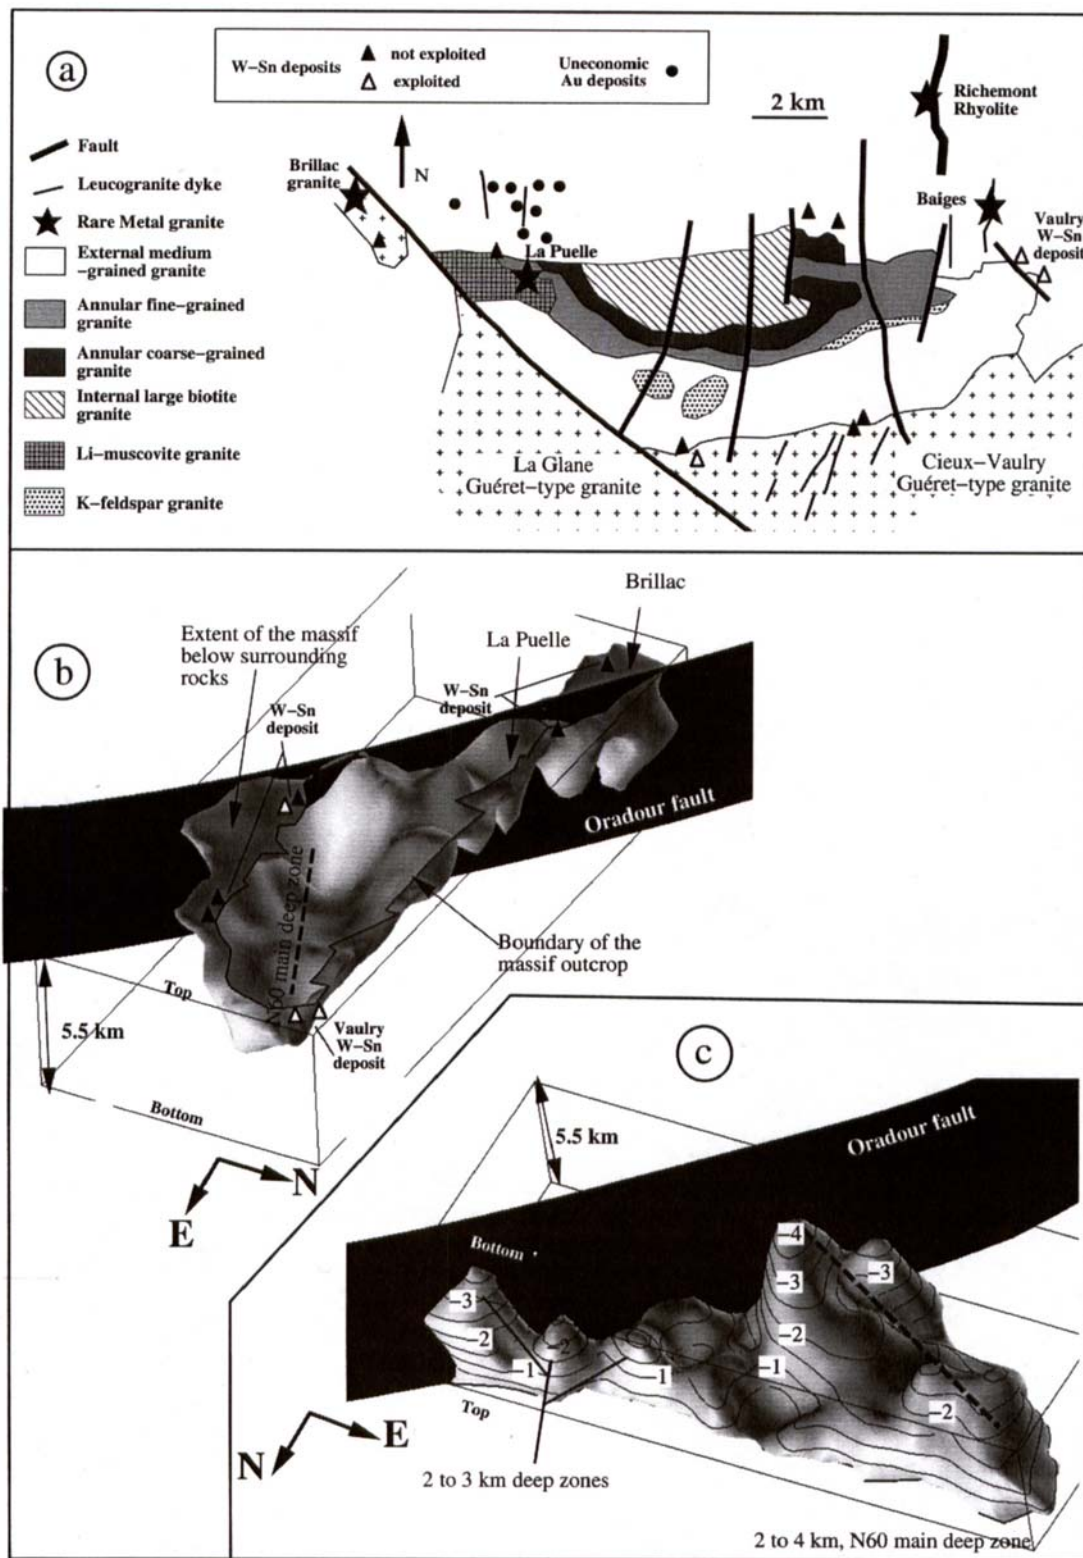 a
W–Sn deposits
not exploited
exploited
Uneconomic
Au deposits
2 km
Richemont
Rhyolite
Fault
Leucogranite dyke
Rare Metal granite
External medium
-grained granite
Annular fine–grained
granite
Annular coarse–grained
granite
Internal large biotite
granite
Li–muscovite granite
K–feldspar granite
Brillac
granite
N
La Puelle
Baiges
Vaulry
W–Sn
deposit
La Glane
Guéret–type granite
Cieux–Vaulry
Guéret–type granite
b
Brillac
La Puelle
Extent of the massif
below surrounding
rocks
W–Sn
deposit
W–Sn
deposit
Oradour fault
N60 main deep zone
Boundary of the
massif outcrop
Top
5.5 km
Vaulry
W–Sn
deposit
Bottom
N
E
c
5.5 km
Oradour fault
Bottom
–4
–3
–3
–3
–2
–2
–2
–1
–1
–1
–2
Top
N
E
2 to 3 km deep zones
2 to 4 km, N60 main deep zone